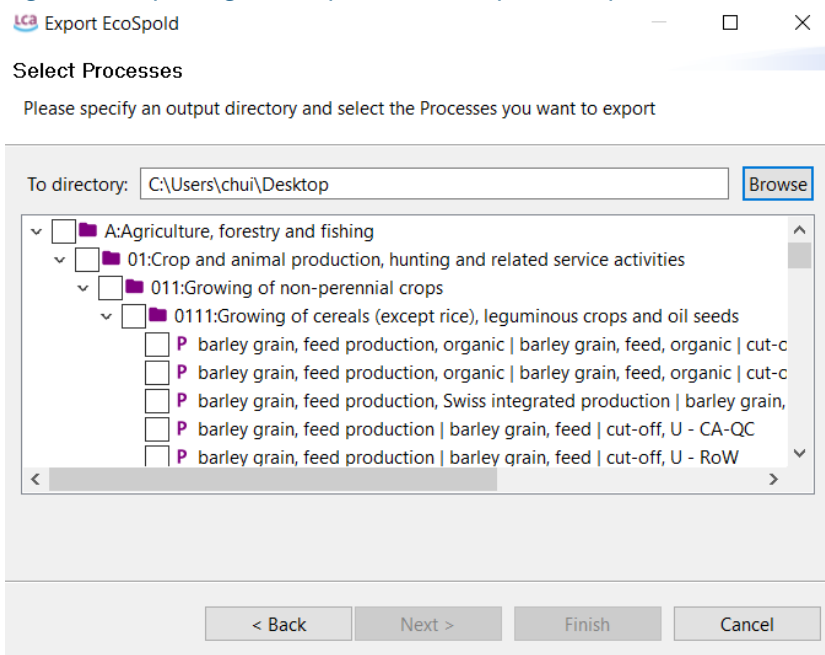 LCA Export EcoSpold
Select Processes
Please specify an output directory and select the Processes you want to export
To directory: C:\Users\chui\Desktop Browse
A:Agriculture, forestry and fishing
01:Crop and animal production, hunting and related service activities
011:Growing of non-perennial crops
0111:Growing of cereals (except rice), leguminous crops and oil seeds
P barley grain, feed production, organic | barley grain, feed, organic | cut-o
P barley grain, feed production, organic | barley grain, feed, organic | cut-o
P barley grain, feed production, Swiss integrated production | barley grain,
P barley grain, feed production | barley grain, feed | cut-off, U - CA-QC
P barley grain, feed production | barley grain, feed | cut-off, U - RoW
< Back Next > Finish Cancel